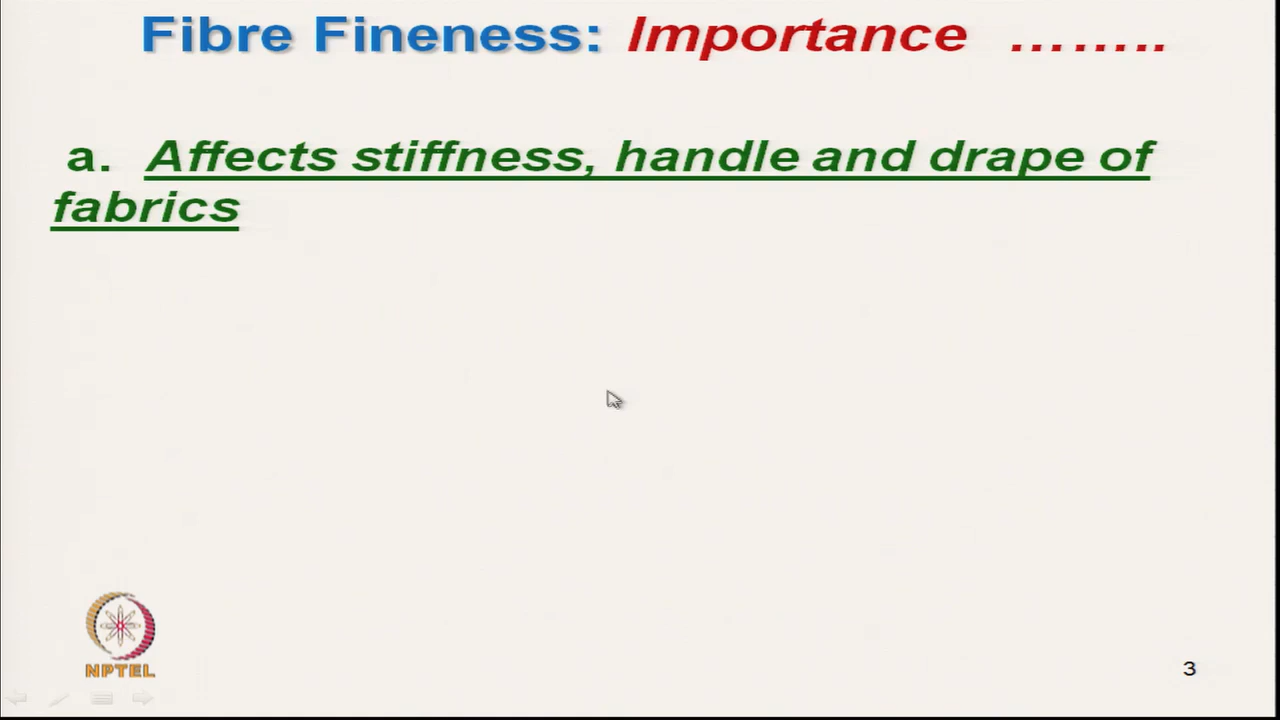 Fibre Fineness: Importance ……..
a. Affects stiffness, handle and drape of
fabrics
NPTEL
3